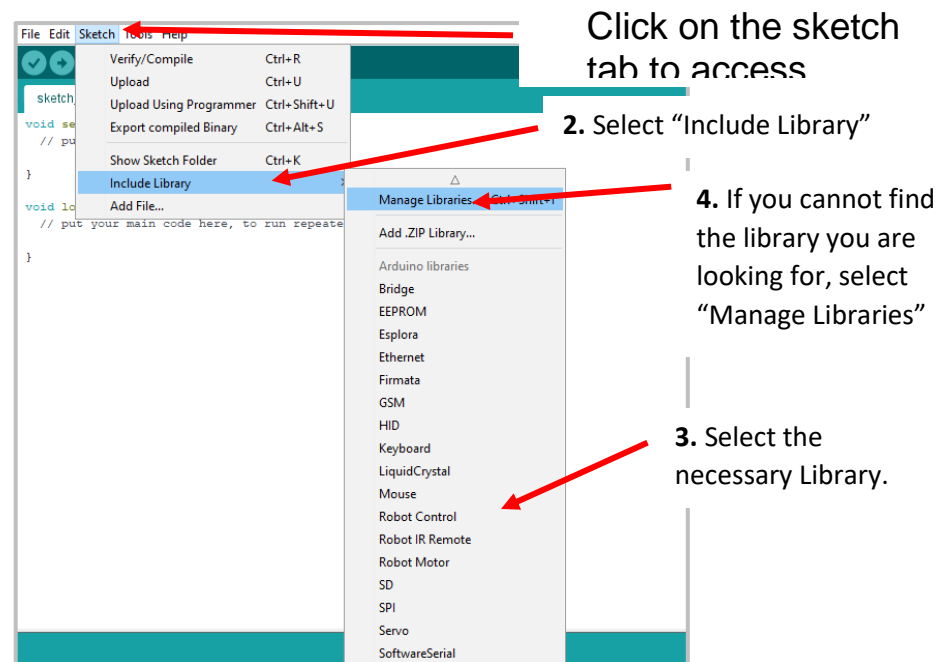 Click on the sketch
tab to access
File Edit Sketch Tools Help
Verify/Compile Ctrl+R
Upload Ctrl+U
Upload Using Programmer Ctrl+Shift+U
Export compiled Binary Ctrl+Alt+S
Show Sketch Folder Ctrl+K
Include Library
Add File...
sketch
void se
// pu
}
void lo
// put your main code here, to run repeate
}
2. Select “Include Library”
Manage Libraries... Ctrl+Shift+I
Add .ZIP Library...
Arduino libraries
Bridge
EEPROM
Esplora
Ethernet
Firmata
GSM
HID
Keyboard
LiquidCrystal
Mouse
Robot Control
Robot IR Remote
Robot Motor
SD
SPI
Servo
SoftwareSerial
4. If you cannot find
the library you are
looking for, select
“Manage Libraries”
3. Select the
necessary Library.